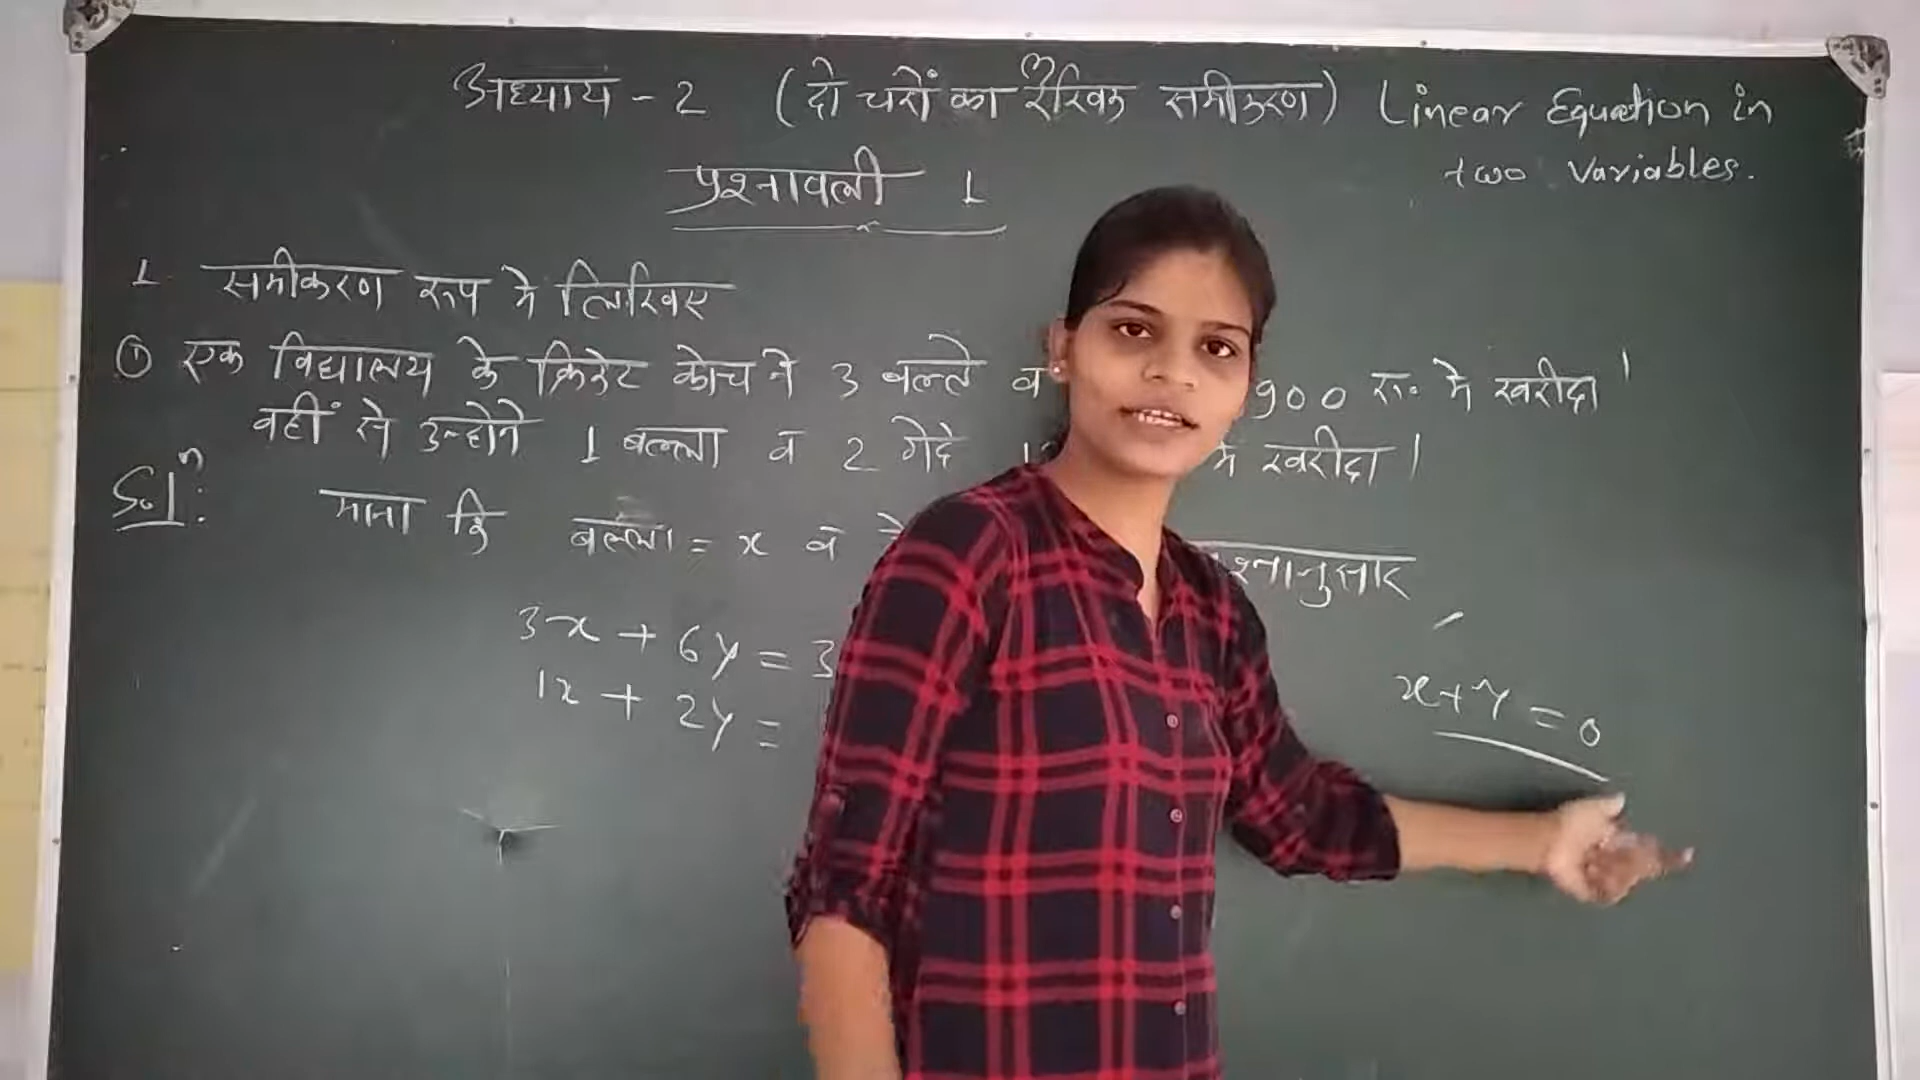 अध्याय - 2 (दो चरों का रैखिक समीकरण) Linear Equation in
two Variables.
प्रश्नावली 1
1 समीकरण रूप मे लिखिए
① एक विद्यालय के क्रिकेट कोच ने 3 बल्ले व 900 रु. मे खरीदा।
वहीं से उन्होने 1 बल्ला व 2 गेदे 1 मे खरीदा।
Solⁿ: माना कि बल्ला = x व
3x + 6y = 3
1x + 2y =
x+y = 0